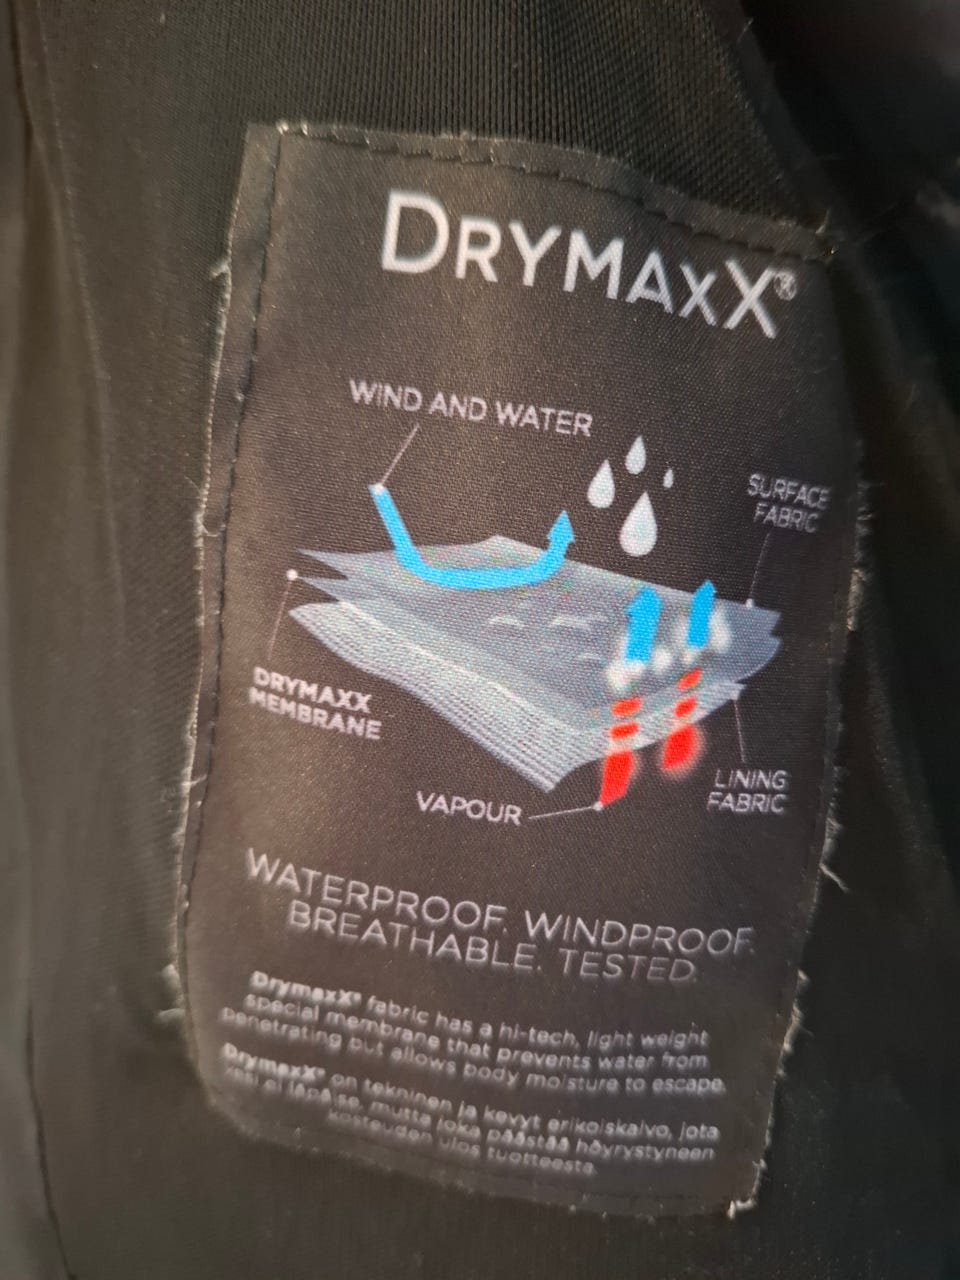 DRYMAXX®
WIND AND WATER
SURFACE
FABRIC
DRYMAXX
MEMBRANE
LINING
FABRIC
VAPOUR
WATERPROOF. WINDPROOF.
BREATHABLE. TESTED.
DrymaxX® fabric has a hi-tech, light weight
special membrane that prevents water from
penetrating but allows body moisture to escape.
DrymaxX® on tekninen ja kevyt erikoiskalvo, jota
vesi ei läpäise, mutta joka päästää höyrystyneen
kosteuden ulos tuotteesta.